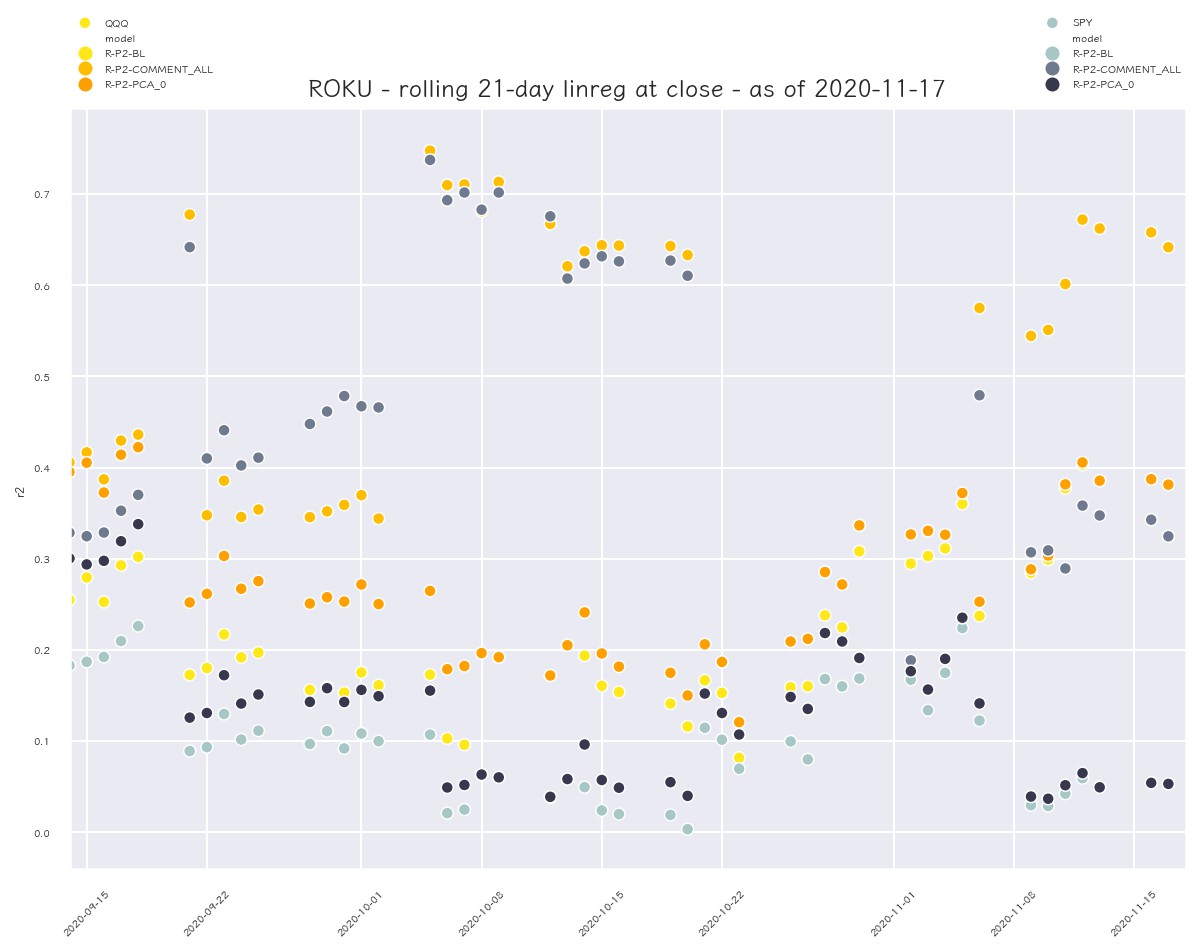 QQQ
model
R-P2-BL
R-P2-COMMENT_ALL
R-P2-PCA_0
SPY
model
R-P2-BL
R-P2-COMMENT_ALL
R-P2-PCA_0
ROKU - rolling 21-day linreg at close - as of 2020-11-17
r2
0.7
0.6
0.5
0.4
0.3
0.2
0.1
0.0
2020-09-15
2020-09-22
2020-10-01
2020-10-08
2020-10-15
2020-10-22
2020-11-01
2020-11-08
2020-11-15